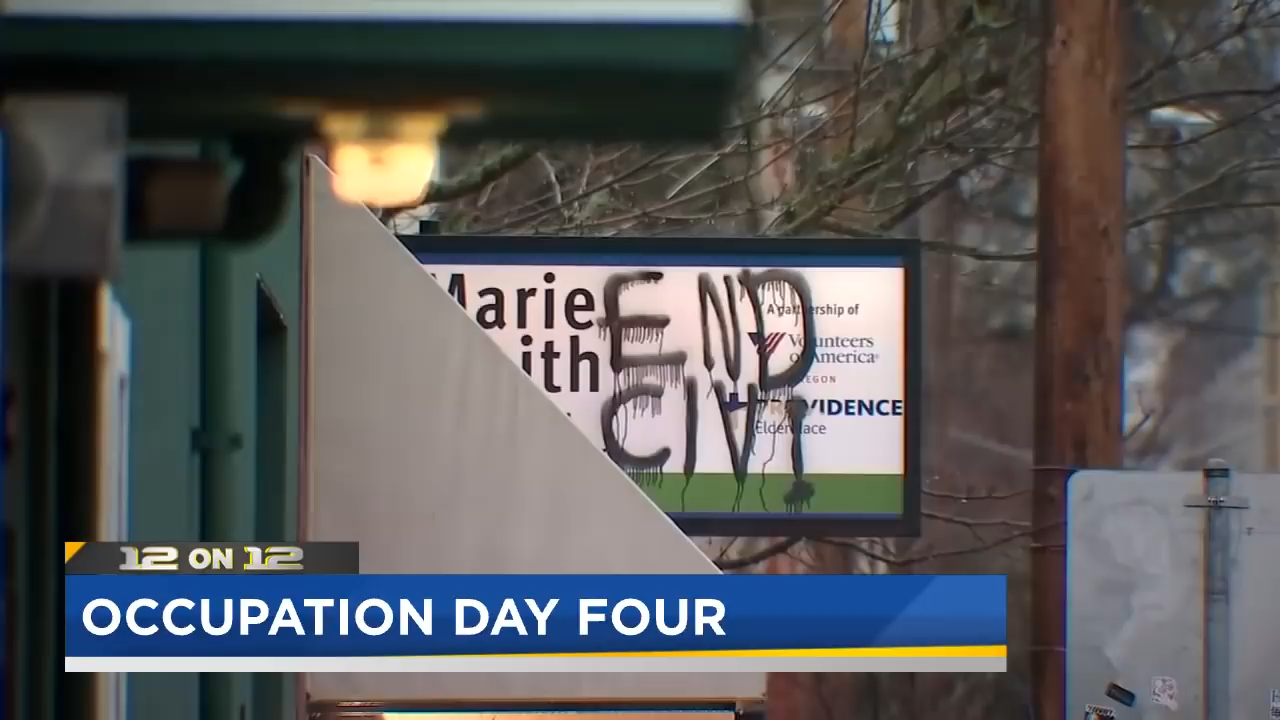 Marie
ith
END
CIVI
A partnership of
Volunteers
of America
OREGON
PROVIDENCE
ElderPlace
12 ON 12
OCCUPATION DAY FOUR